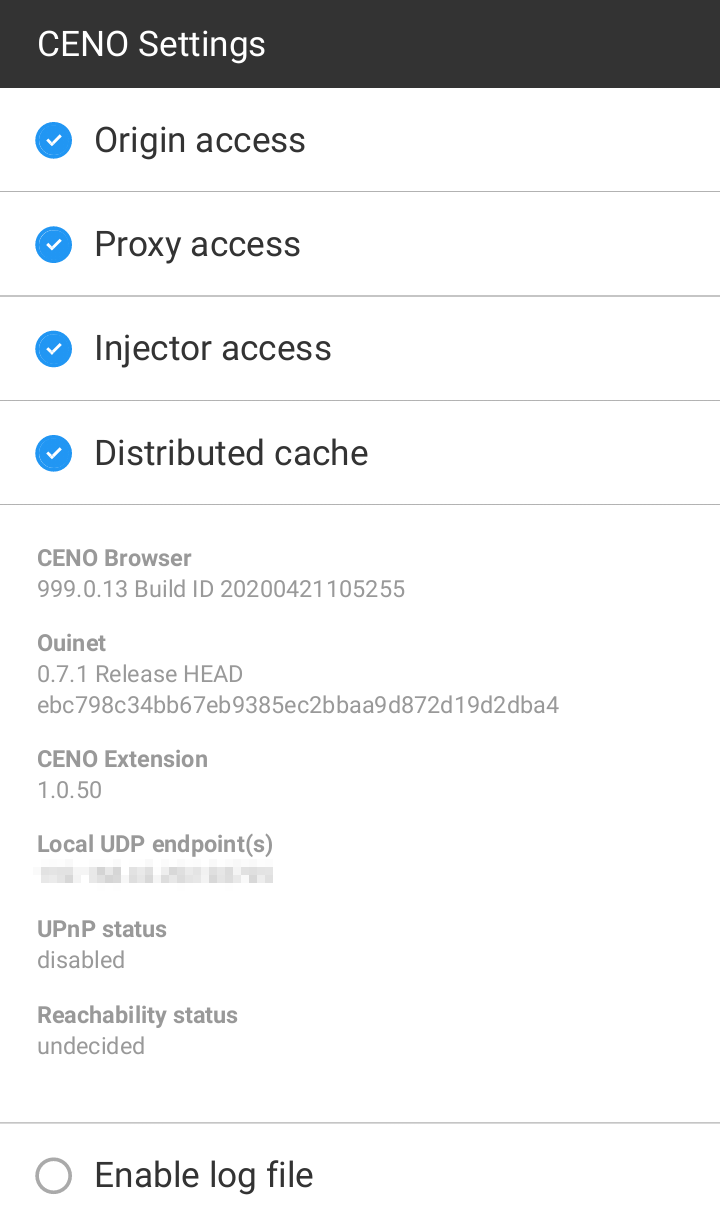 CENO Settings
Origin access
Proxy access
Injector access
Distributed cache
CENO Browser
999.0.13 Build ID 20200421105255
Ouinet
0.7.1 Release HEAD
ebc798c34bb67eb9385ec2bbaa9d872d19d2dba4
CENO Extension
1.0.50
Local UDP endpoint(s)
UPnP status
disabled
Reachability status
undecided
Enable log file